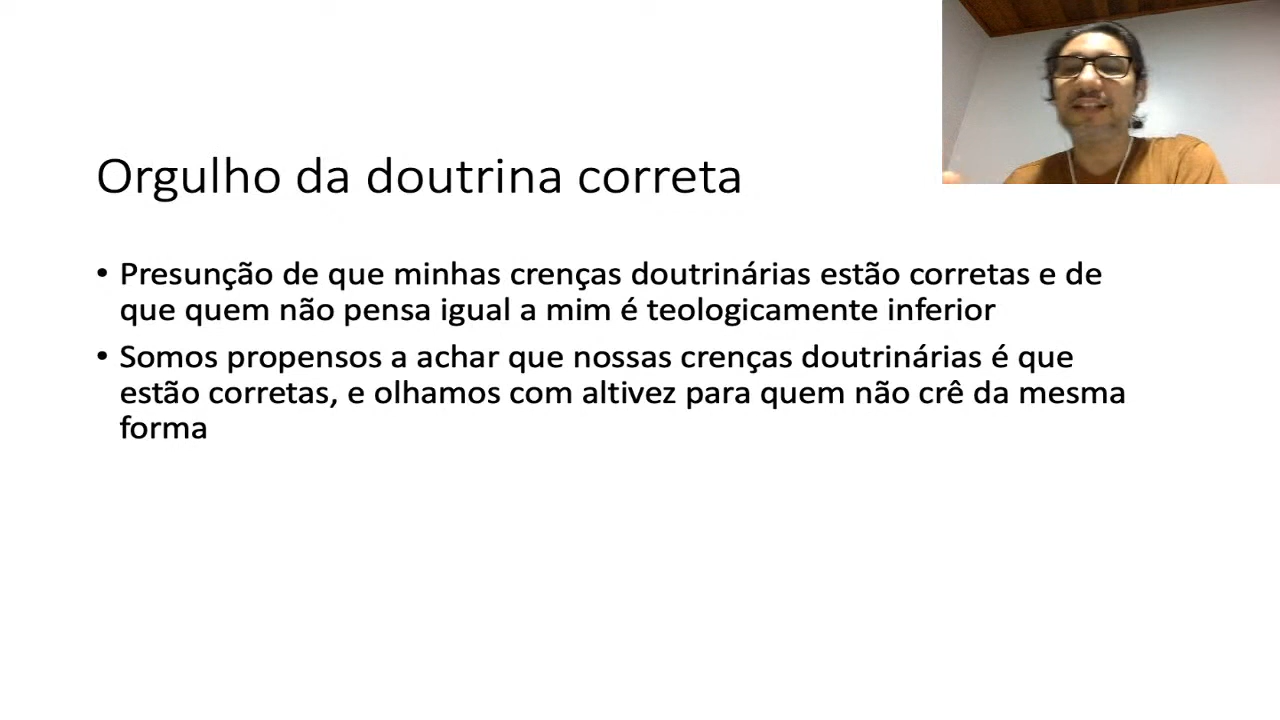 Orgulho da doutrina correta
• Presunção de que minhas crenças doutrinárias estão corretas e de
que quem não pensa igual a mim é teologicamente inferior
• Somos propensos a achar que nossas crenças doutrinárias é que
estão corretas, e olhamos com altivez para quem não crê da mesma
forma